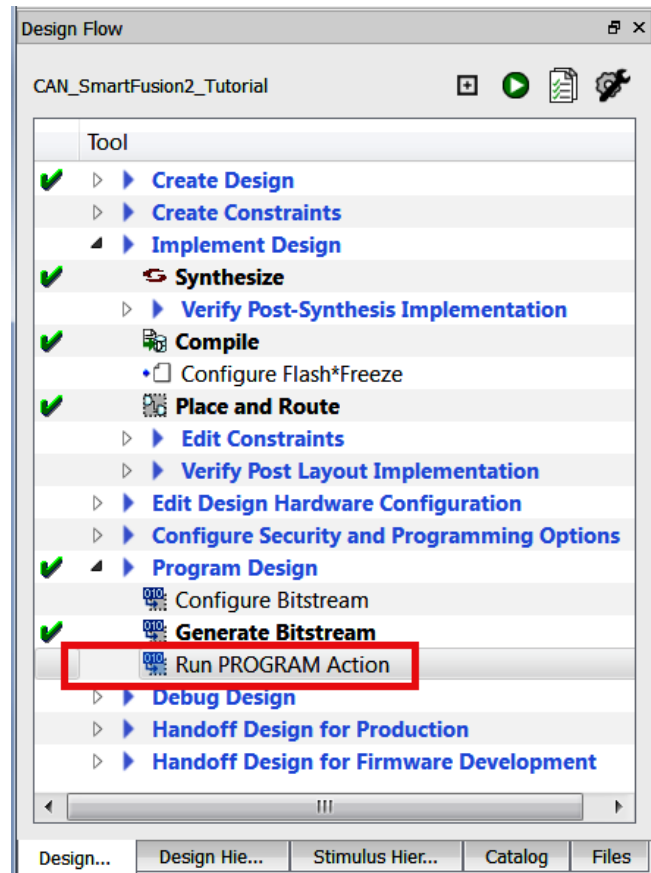 Design Flow
CAN_SmartFusion2_Tutorial
Tool
Create Design
Create Constraints
Implement Design
Synthesize
Verify Post-Synthesis Implementation
Compile
Configure Flash*Freeze
Place and Route
Edit Constraints
Verify Post Layout Implementation
Edit Design Hardware Configuration
Configure Security and Programming Options
Program Design
Configure Bitstream
Generate Bitstream
Run PROGRAM Action
Debug Design
Handoff Design for Production
Handoff Design for Firmware Development
Design... Design Hie... Stimulus Hier... Catalog Files